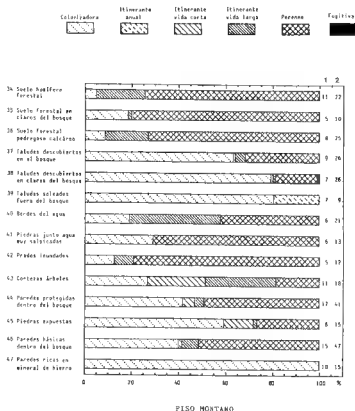 Colonizadora
Itinerante anual
Itinerante vida corta
Itinerante vida larga
Perenne
Fugitiva
1 2
34 Suelo humífero forestal 11 27
35 Suelo forestal en claros del bosque 5 10
36 Suelo forestal pedregoso calcáreo 8 25
37 Taludes descubiertos en el bosque 9 26
38 Taludes descubiertos en claros del bosque 7 26
39 Taludes soleados fuera del bosque 7 9
40 Bordes del agua 6 21
41 Piedras junto agua muy salpicadas 6 13
42 Prados inundados 5 12
43 Cortezas árboles 11 18
44 Paredes protegidas dentro del bosque 17 41
45 Piedras expuestas 8 15
46 Paredes básicas dentro del bosque 15 47
47 Paredes ricas en mineral de hierro 10 15
0 20 40 60 80 100 %
PISO MONTANO